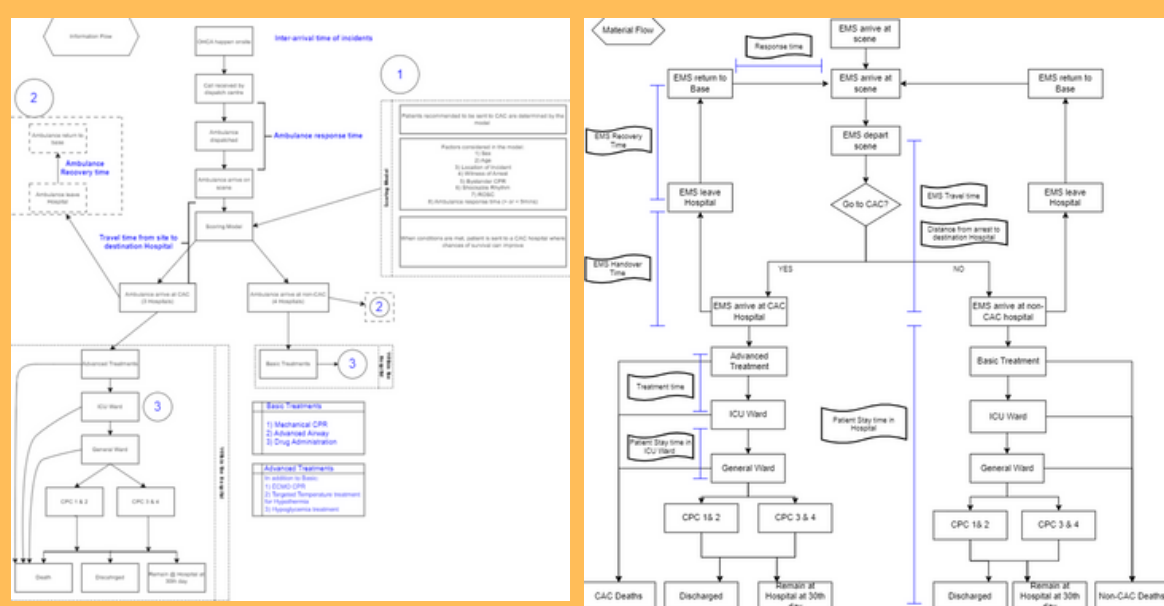 Information Flow
OHCA happen onsite
Inter-arrival time of incidents
1
2
Call received by
dispatch centre
Ambulance
dispatched
Ambulance response time
Ambulance arrive on
scene
Scoring Model
Ambulance return to
base
Ambulance
Recovery time
Ambulance leave
Hospital
Travel time from site to
destination Hospital
Scoring Model
Patients recommended to be sent to CAC are determined by the
model
Factors considered in the model:
1) Sex
2) Age
3) Location of Incident
4) Witness of Arrest
5) Bystander CPR
6) Shockable Rhythm
7) ROSC
8) Ambulance response time (< or > 9mins)
When conditions are met, patient is sent to a CAC hospital where
chances of survival can improve
Ambulance arrive at CAC
(3 Hospitals)
Ambulance arrive at non-CAC
(4 Hospitals)
2
Advanced Treatments
Basic Treatments
3
ICU Ward
3
General Ward
CPC 1 & 2
CPC 3 & 4
Death
Discharged
Remain @ Hospital at
30th day
Basic Treatments
1) Mechanical CPR
2) Advanced Airway
3) Drug Administration
Advanced Treatments
In addition to Basic:
1) ECMO CPR
2) Targeted Temperature treatment
for Hypothermia
3) Hypoglycemia treatment
Material Flow
EMS arrive at
scene
Response time
EMS return to
Base
EMS arrive at
scene
EMS return to
Base
EMS Recovery
Time
EMS depart
scene
EMS leave
Hospital
Go to CAC?
EMS Travel time
EMS leave
Hospital
Distance from arrest to
destination Hospital
EMS Handover
Time
YES
NO
EMS arrive at CAC
Hospital
EMS arrive at non-
CAC hospital
Advanced
Treatment
Basic Treatment
Treatment time
ICU Ward
Patient Stay time in
Hospital
ICU Ward
Patient Stay time in
ICU Ward
General Ward
General Ward
CPC 1& 2
CPC 3 & 4
CPC 1& 2
CPC 3 & 4
CAC Deaths
Discharged
Remain at
Hospital at 30th
day
Discharged
Remain at
Hospital at 30th
day
Non-CAC Deaths